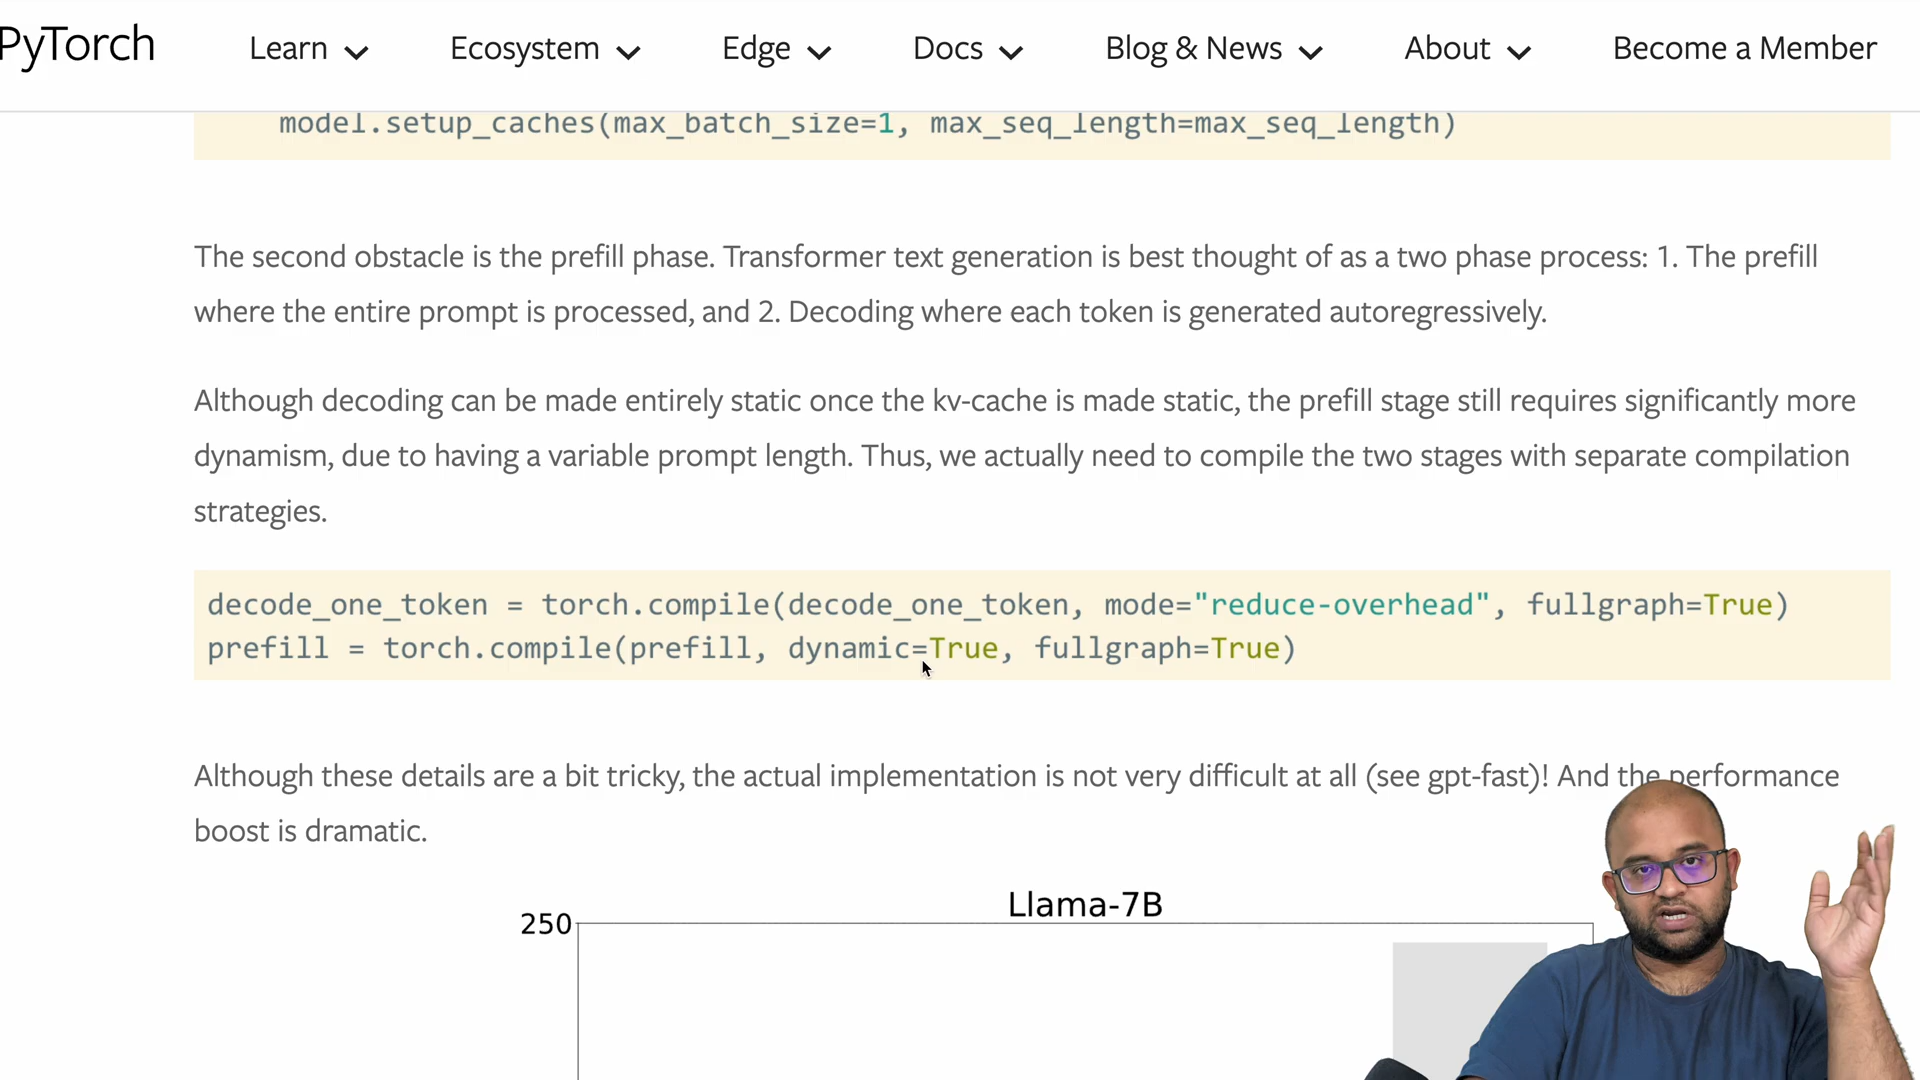 PyTorch
Learn
Ecosystem
Edge
Docs
Blog & News
About
Become a Member
model.setup_caches(max_batch_size=1, max_seq_length=max_seq_length)
The second obstacle is the prefill phase. Transformer text generation is best thought of as a two phase process: 1. The prefill
where the entire prompt is processed, and 2. Decoding where each token is generated autoregressively.
Although decoding can be made entirely static once the kv-cache is made static, the prefill stage still requires significantly more
dynamism, due to having a variable prompt length. Thus, we actually need to compile the two stages with separate compilation
strategies.
decode_one_token = torch.compile(decode_one_token, mode="reduce-overhead", fullgraph=True)
prefill = torch.compile(prefill, dynamic=True, fullgraph=True)
Although these details are a bit tricky, the actual implementation is not very difficult at all (see gpt-fast)! And the performance
boost is dramatic.
Llama-7B
250